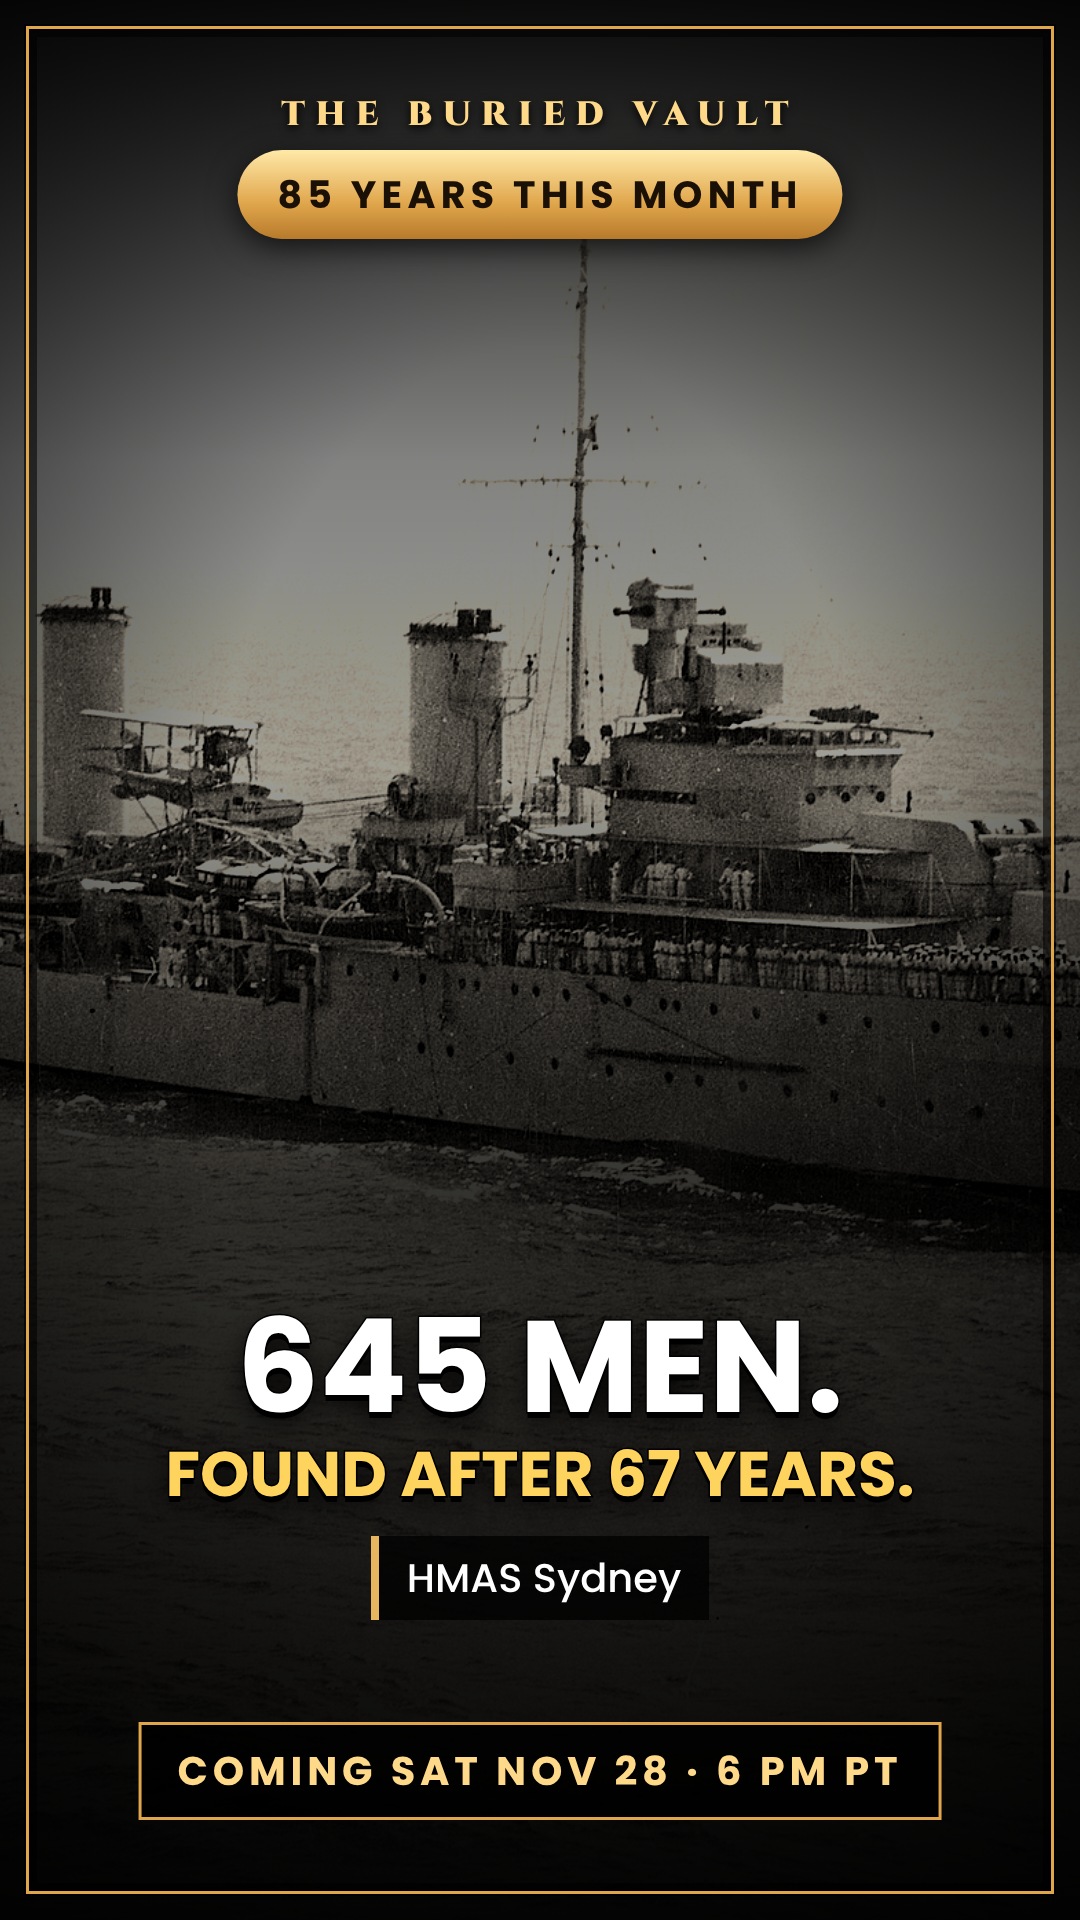 THE BURIED VAULT
85 YEARS THIS MONTH
645 MEN.
FOUND AFTER 67 YEARS.
HMAS Sydney
COMING SAT NOV 28 · 6 PM PT